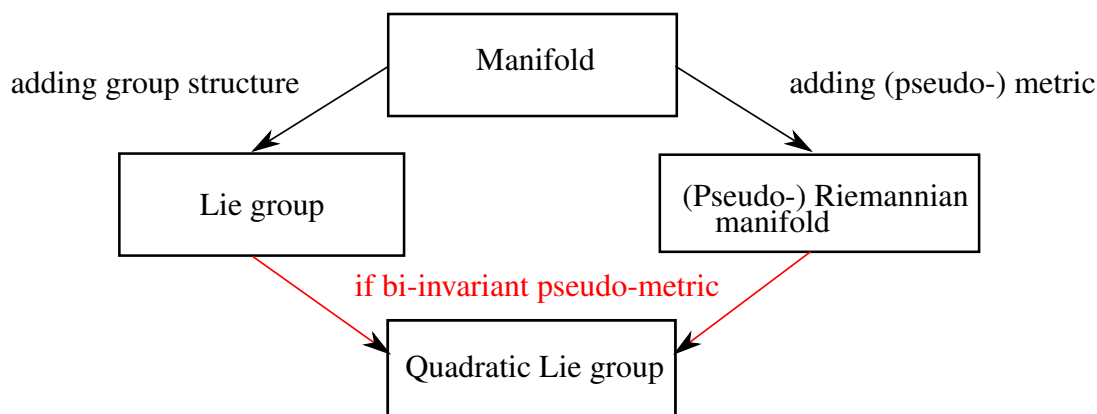 Manifold
adding group structure
adding (pseudo-) metric
Lie group
(Pseudo-) Riemannian
manifold
if bi-invariant pseudo-metric
Quadratic Lie group